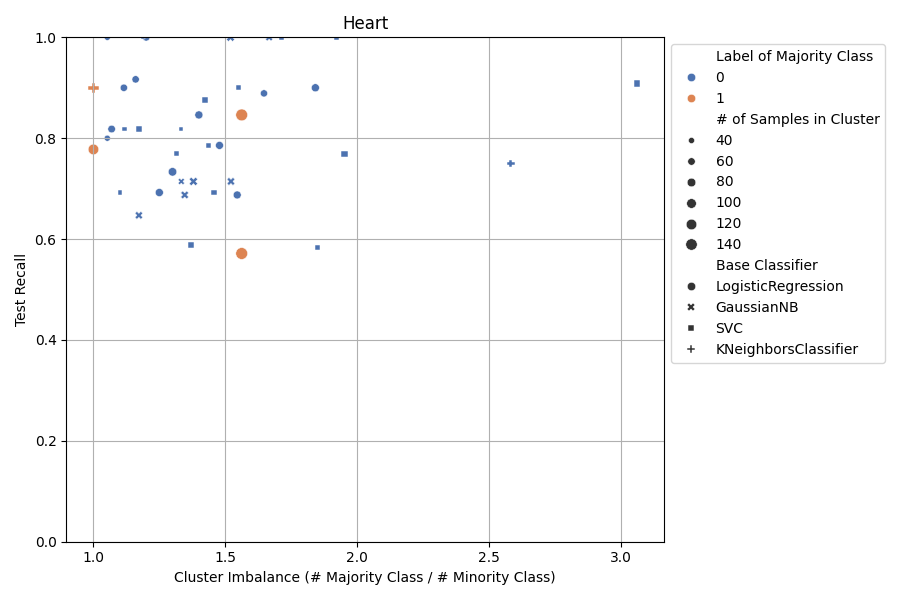 Heart
Test Recall
1.0
0.8
0.6
0.4
0.2
0.0
1.0
1.5
2.0
2.5
3.0
Cluster Imbalance (# Majority Class / # Minority Class)
Label of Majority Class
0
1
# of Samples in Cluster
40
60
80
100
120
140
Base Classifier
LogisticRegression
GaussianNB
SVC
KNeighborsClassifier